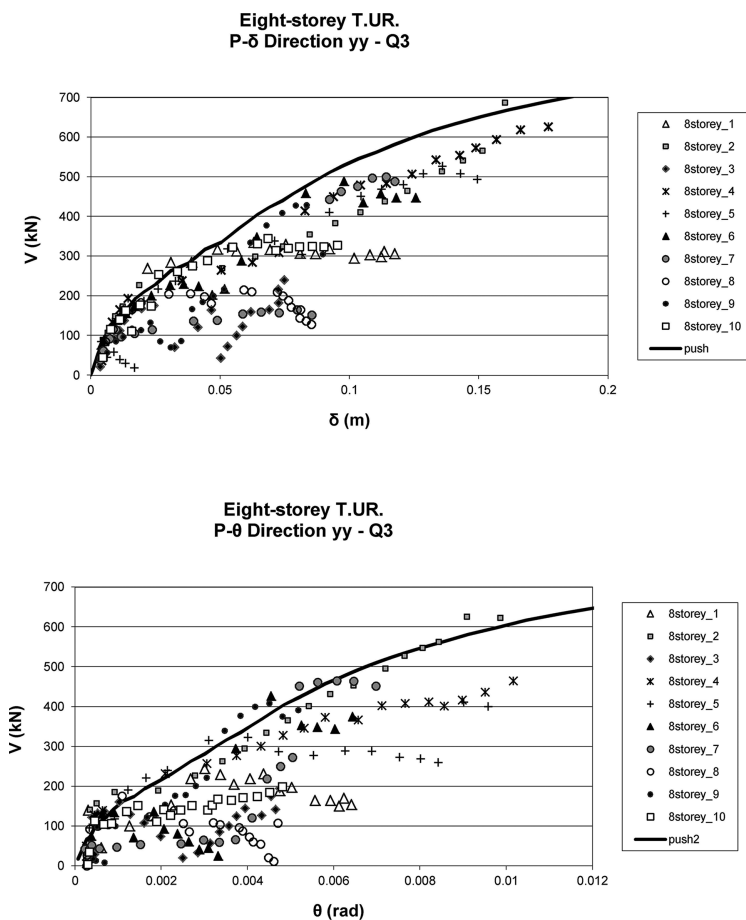 Eight-storey T.UR.
P-δ Direction yy - Q3
700
600
500
400
300
200
100
0
V (kN)
0
0.05
0.1
0.15
0.2
δ (m)
8storey_1
8storey_2
8storey_3
8storey_4
8storey_5
8storey_6
8storey_7
8storey_8
8storey_9
8storey_10
push
Eight-storey T.UR.
P-θ Direction yy - Q3
700
600
500
400
300
200
100
0
V (kN)
0
0.002
0.004
0.006
0.008
0.01
0.012
θ (rad)
8storey_1
8storey_2
8storey_3
8storey_4
8storey_5
8storey_6
8storey_7
8storey_8
8storey_9
8storey_10
push2